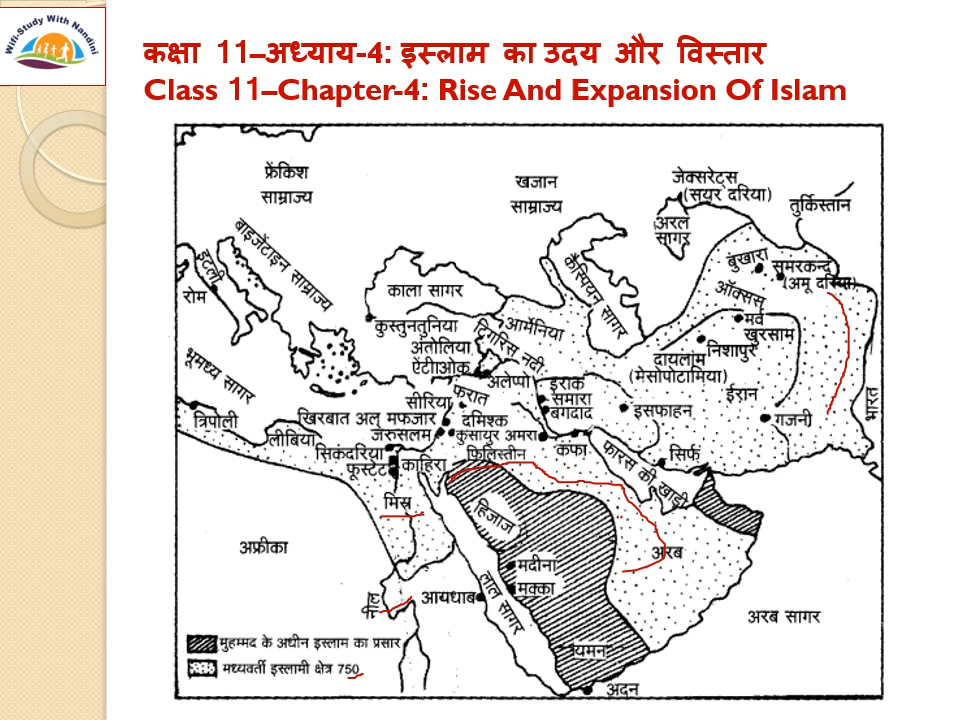 Wifi-Study With Nandini
कक्षा 11–अध्याय-4: इस्लाम का उदय और विस्तार
Class 11–Chapter-4: Rise And Expansion Of Islam
फ्रेंकिश
साम्राज्य
खजान
साम्राज्य
जेक्सरेट्स
(सयर दरिया)
तुर्किस्तान
अरल
सागर
बाइजेंटाइन साम्राज्य
इटली
रोम
काला सागर
कैस्पियन सागर
बुखारा
समरकन्द
(अमू दरिया)
ऑक्सस
मर्व
खुरसाम
निशापुर
कुस्तुनतुनिया
आर्मेनिया
टिगरिस नदी
अंतोलिया
ऐंटीओक
अलेप्पो
दायलाम
(मेसोपोटामिया)
ईरान
भूमध्य सागर
त्रिपोली
लीबिया
सीरिया
फरात
इराक
समारा
बगदाद
इसफाहन
गजनी
भारत
खिरबात अल् मफजार
दमिश्क
जरुसलम
कुसायुर अमरा
कफा
सिर्फ
सिकंदरिया
फूस्टेट
काहिरा
फिलिस्तीन
फारस की खाड़ी
मिस्र
हिजाज
अफ्रीका
अरब
मदीना
मक्का
नील
आयधाब
लाल सागर
अरब सागर
यमन
अदन
मुहम्मद के अधीन इस्लाम का प्रसार
मध्यवर्ती इस्लामी क्षेत्र 750